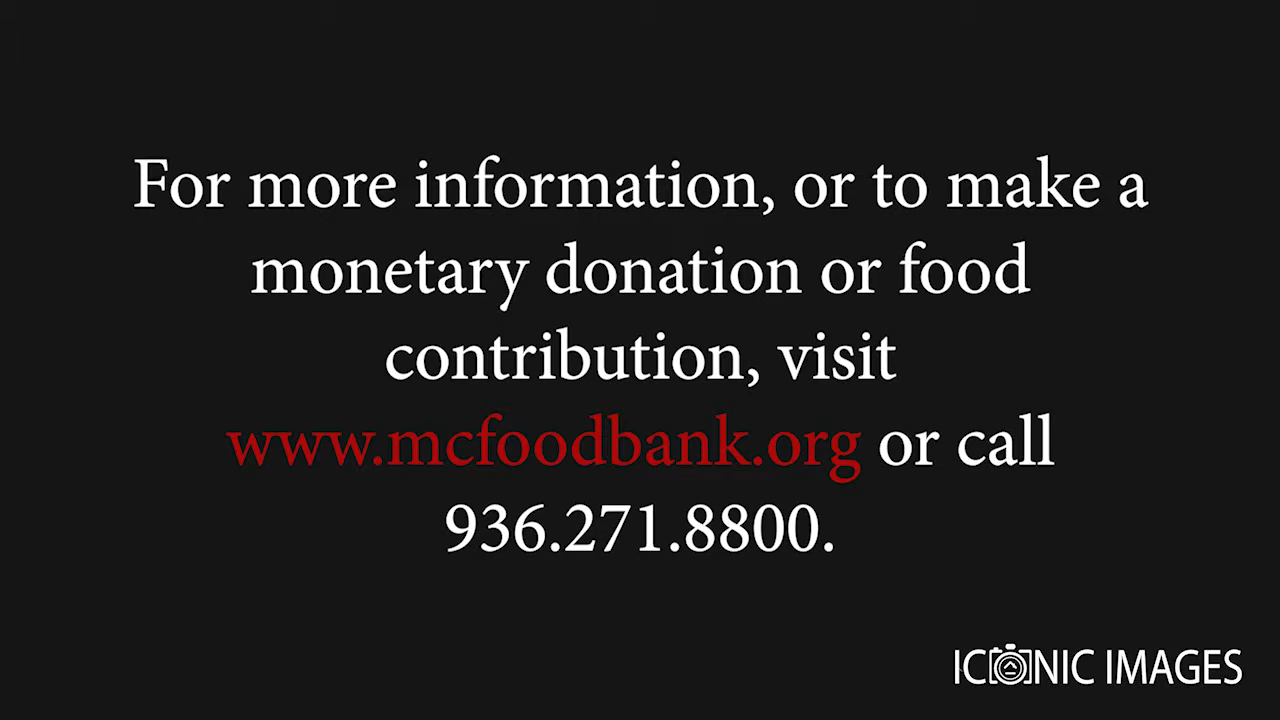 For more information, or to make a
monetary donation or food
contribution, visit
www.mcfoodbank.org or call
936.271.8800.
ICONIC IMAGES